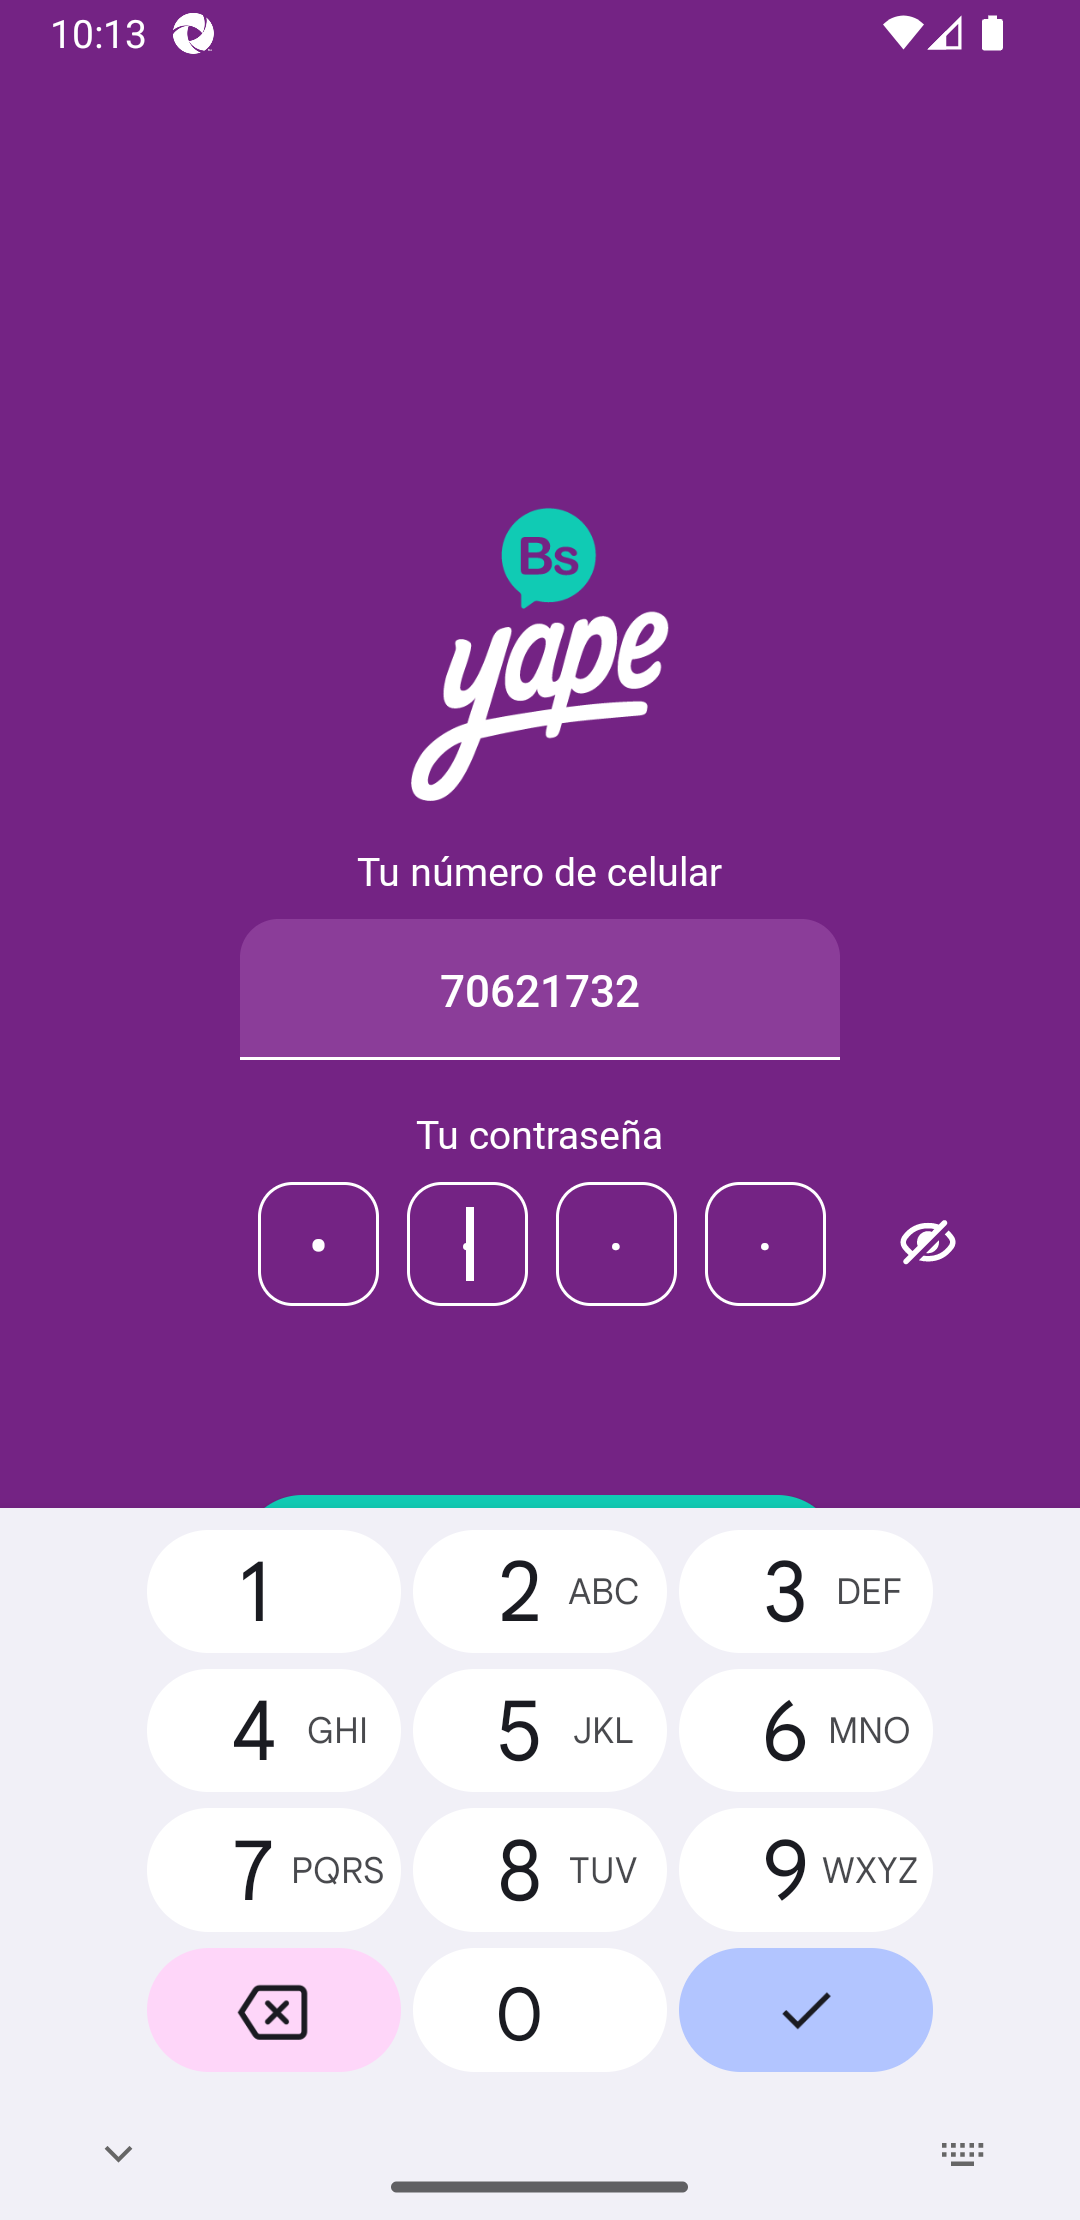 10:13
Bs
yape
Tu número de celular
70621732
Tu contraseña
1
2 ABC
3 DEF
4 GHI
5 JKL
6 MNO
7 PQRS
8 TUV
9 WXYZ
0